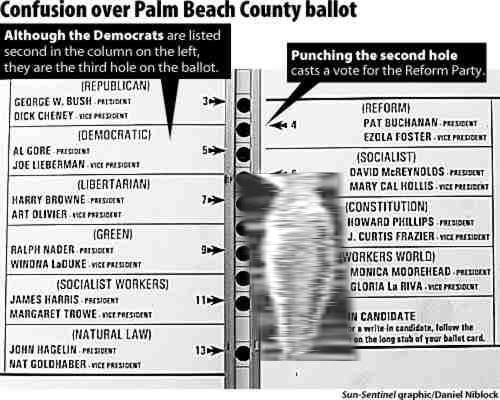 Confusion over Palm Beach County ballot
Although the Democrats are listed
second in the column on the left,
they are the third hole on the ballot.
Punching the second hole
casts a vote for the Reform Party.
(REPUBLICAN)
GEORGE W. BUSH - PRESIDENT
DICK CHENEY - VICE PRESIDENT
3
(DEMOCRATIC)
AL GORE - PRESIDENT
JOE LIEBERMAN - VICE PRESIDENT
5
(LIBERTARIAN)
HARRY BROWNE - PRESIDENT
ART OLIVIER - VICE PRESIDENT
7
(GREEN)
RALPH NADER - PRESIDENT
WINONA LaDUKE - VICE PRESIDENT
9
(SOCIALIST WORKERS)
JAMES HARRIS - PRESIDENT
MARGARET TROWE - VICE PRESIDENT
11
(NATURAL LAW)
JOHN HAGELIN - PRESIDENT
NAT GOLDHABER - VICE PRESIDENT
13
(REFORM)
4
PAT BUCHANAN - PRESIDENT
EZOLA FOSTER - VICE PRESIDENT
(SOCIALIST)
DAVID McREYNOLDS - PRESIDENT
MARY CAL HOLLIS - VICE PRESIDENT
(CONSTITUTION)
HOWARD PHILLIPS - PRESIDENT
J. CURTIS FRAZIER - VICE PRESIDENT
WORKERS WORLD)
MONICA MOOREHEAD - PRESIDENT
GLORIA La RIVA - VICE PRESIDENT
IN CANDIDATE
a write-in candidate, follow the
on the long stub of your ballot card.
Sun-Sentinel graphic/Daniel Niblock